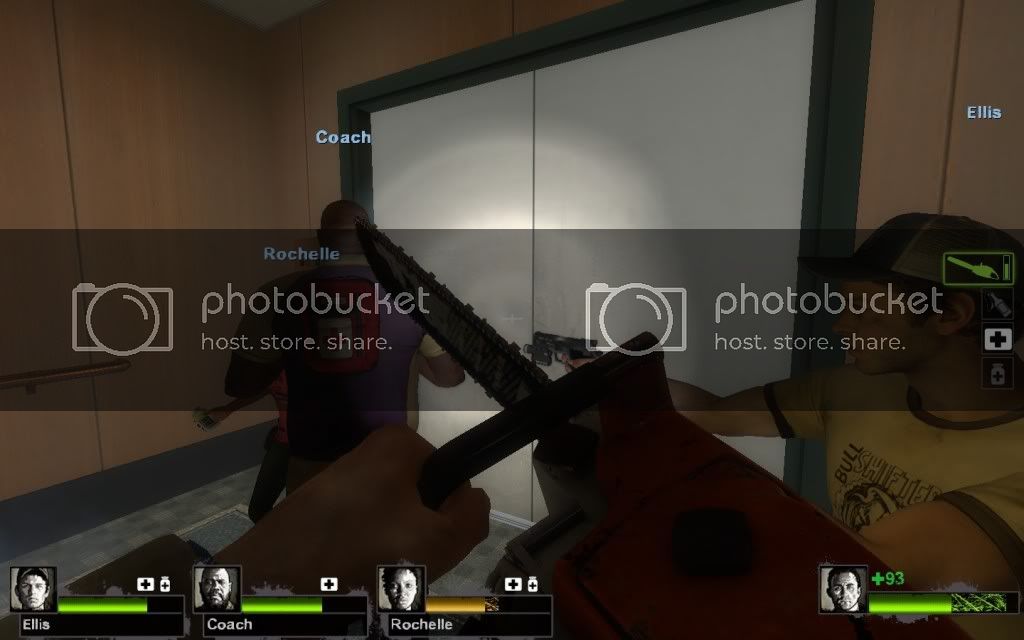 Coach
Ellis
Rochelle
photobucket
host. store. share.
photobucket
host. store. share.
BULL
SHIFTERS
+93
Ellis
Coach
Rochelle